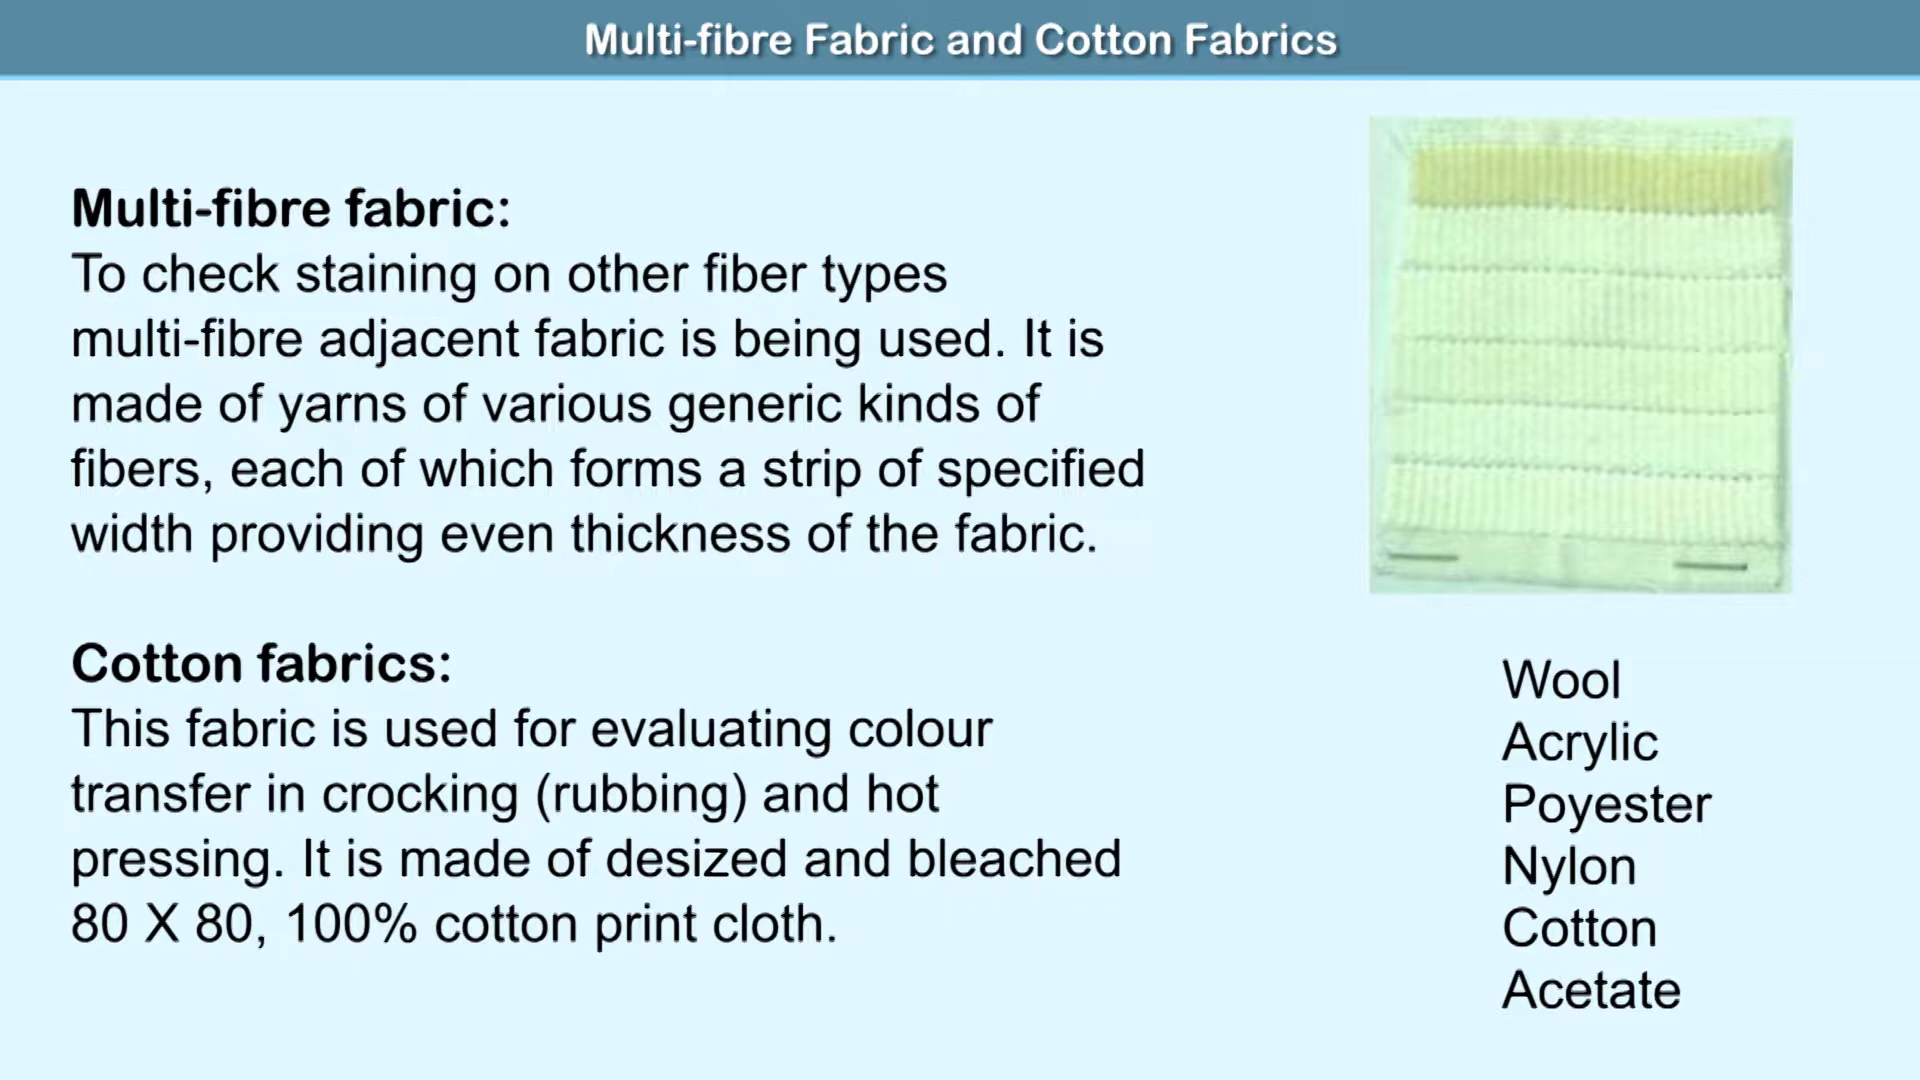 Multi-fibre Fabric and Cotton Fabrics
Multi-fibre fabric:
To check staining on other fiber types
multi-fibre adjacent fabric is being used. It is
made of yarns of various generic kinds of
fibers, each of which forms a strip of specified
width providing even thickness of the fabric.
Cotton fabrics:
This fabric is used for evaluating colour
transfer in crocking (rubbing) and hot
pressing. It is made of desized and bleached
80 X 80, 100% cotton print cloth.
Wool
Acrylic
Poyester
Nylon
Cotton
Acetate